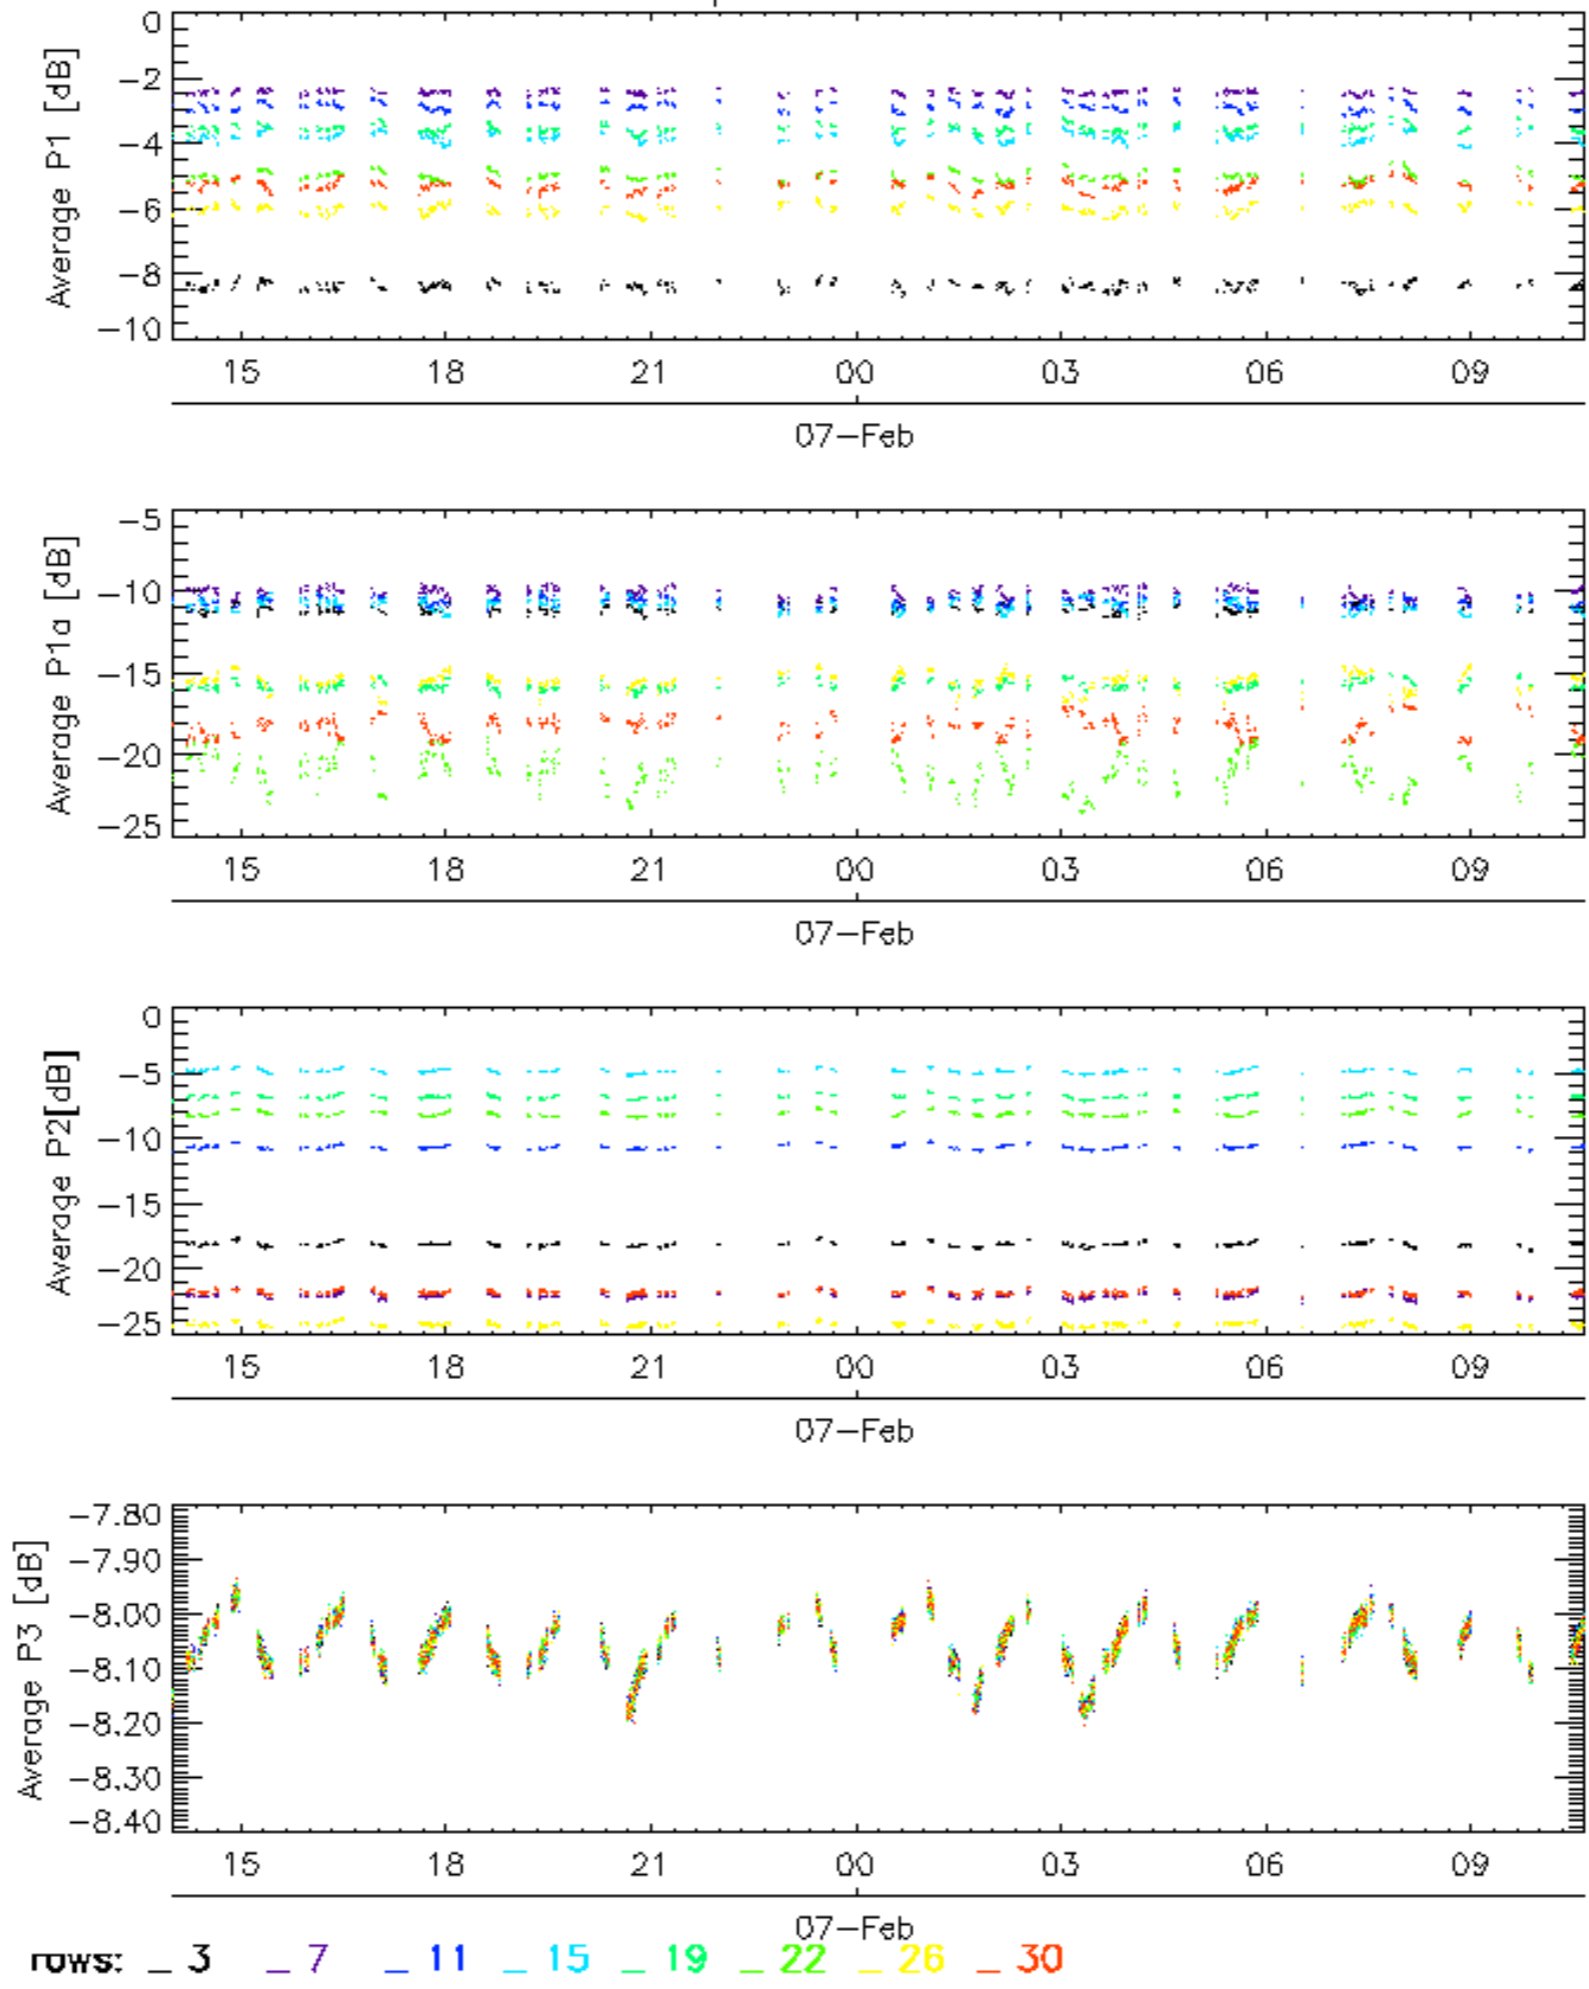 0
-2
-4
-6
-8
-10
Average P1 [dB]
15 18 21 00 03 06 09
07-Feb
-5
-10
-15
-20
-25
Average P1a [dB]
15 18 21 00 03 06 09
07-Feb
0
-5
-10
-15
-20
-25
Average P2[dB]
15 18 21 00 03 06 09
07-Feb
-7.80
-7.90
-8.00
-8.10
-8.20
-8.30
-8.40
Average P3 [dB]
15 18 21 00 03 06 09
07-Feb
rows: _ 3 _ 7 _ 11 _ 15 _ 19 _ 22 _ 26 _ 30